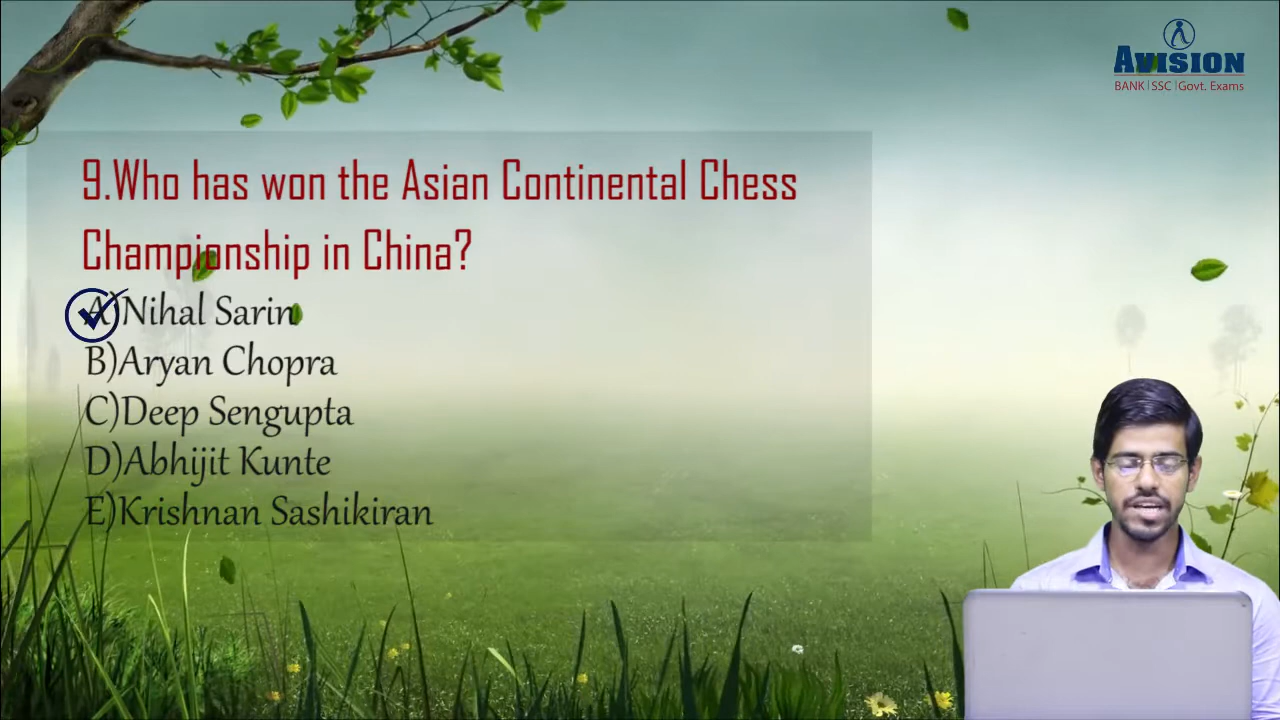 AVISION
BANK | SSC | Govt. Exams
9.Who has won the Asian Continental Chess
Championship in China?
A)Nihal Sarin
B)Aryan Chopra
C)Deep Sengupta
D)Abhijit Kunte
E)Krishnan Sashikiran